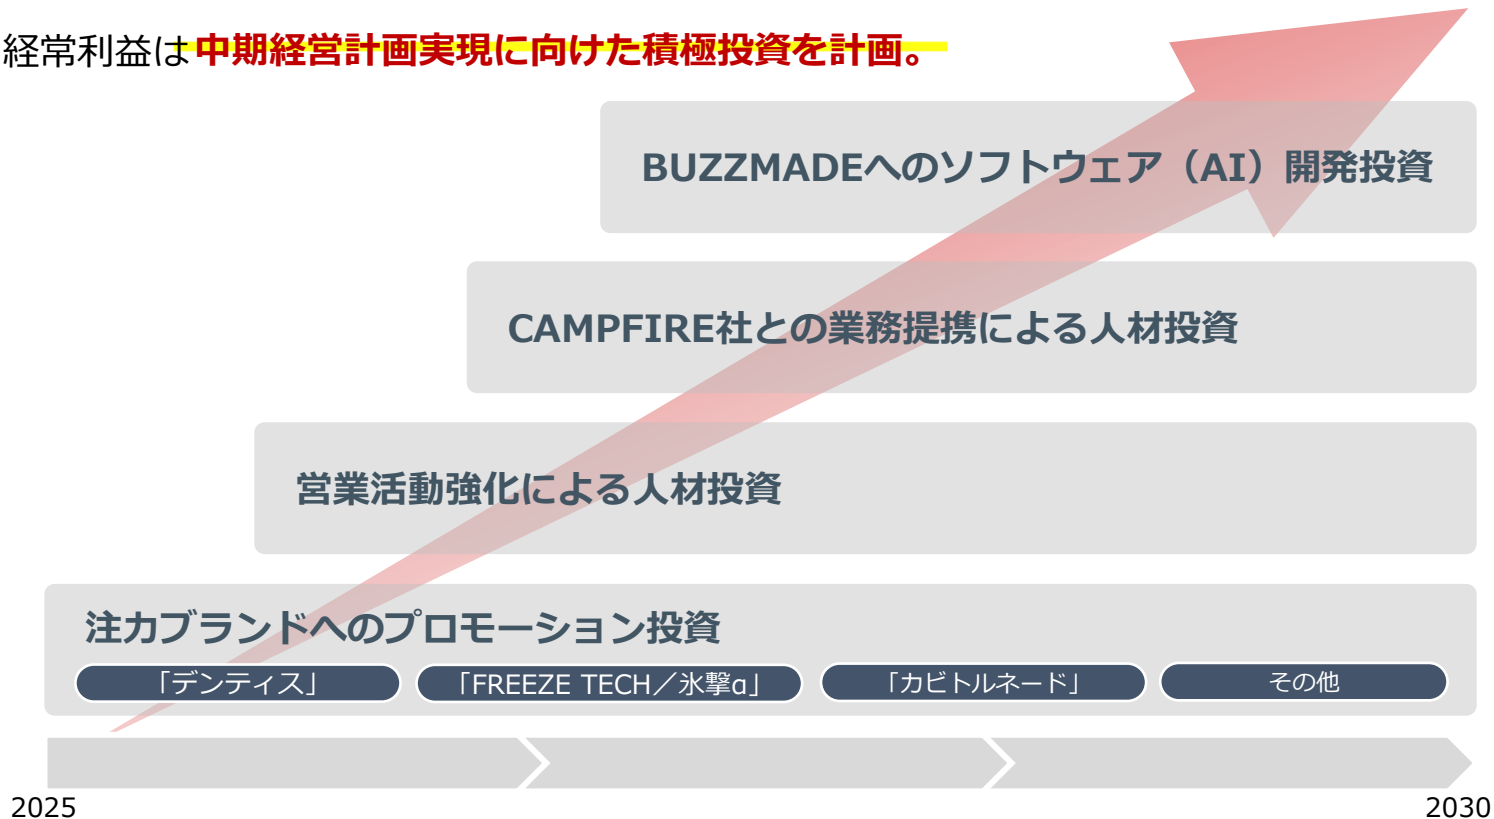 経常利益は中期経営計画実現に向けた積極投資を計画。
BUZZMADEへのソフトウェア（AI）開発投資
CAMPFIRE社との業務提携による人材投資
営業活動強化による人材投資
注力ブランドへのプロモーション投資
「デンティス」
「FREEZE TECH／氷撃α」
「カビトルネード」
その他
2025
2030